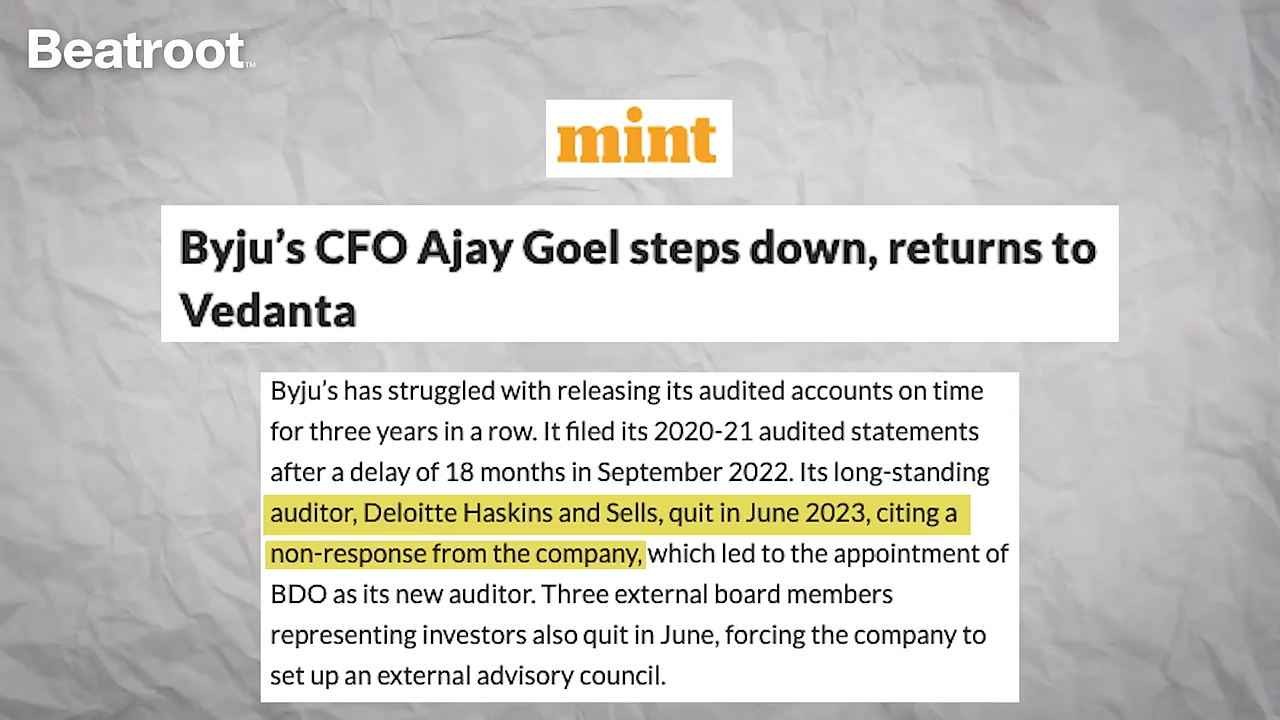 Beatroot™
mint
Byju’s CFO Ajay Goel steps down, returns to
Vedanta
Byju’s has struggled with releasing its audited accounts on time
for three years in a row. It filed its 2020-21 audited statements
after a delay of 18 months in September 2022. Its long-standing
auditor, Deloitte Haskins and Sells, quit in June 2023, citing a
non-response from the company, which led to the appointment of
BDO as its new auditor. Three external board members
representing investors also quit in June, forcing the company to
set up an external advisory council.